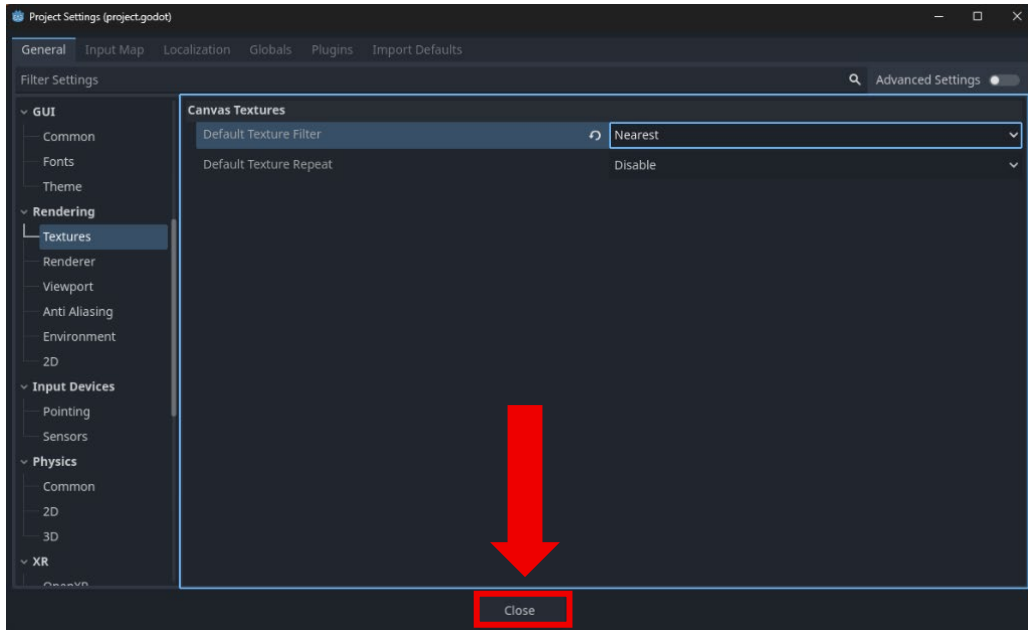 Project Settings (project.godot)
General Input Map Localization Globals Plugins Import Defaults
Filter Settings Advanced Settings
GUI
Common
Fonts
Theme
Rendering
Textures
Renderer
Viewport
Anti Aliasing
Environment
2D
Input Devices
Pointing
Sensors
Physics
Common
2D
3D
XR
OpenXR
Canvas Textures
Default Texture Filter Nearest
Default Texture Repeat Disable
Close